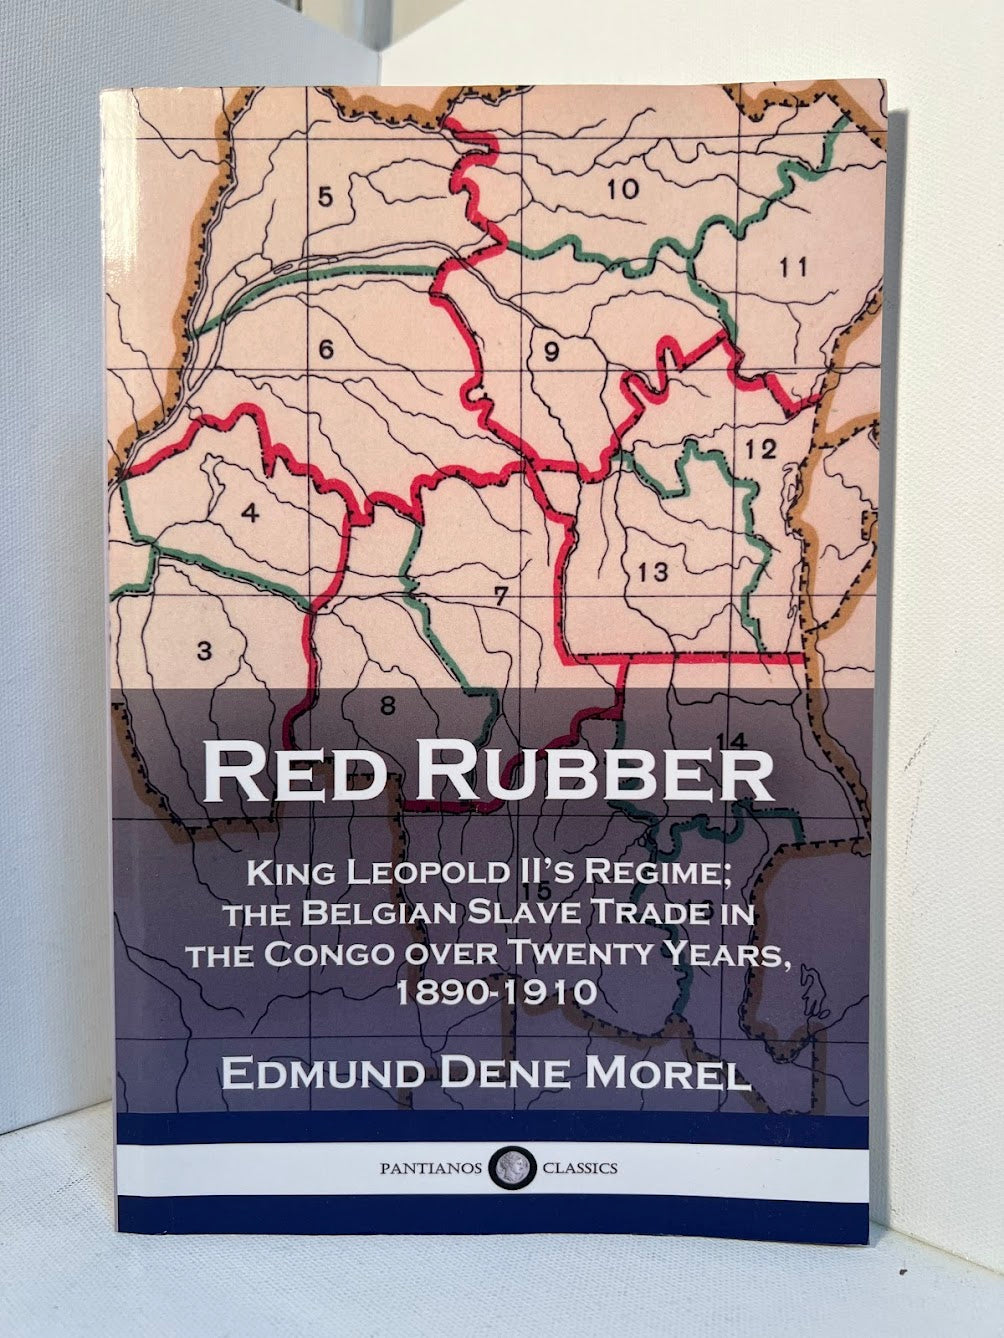 5
10
11
6
9
12
4
13
7
3
8
14
RED RUBBER
KING LEOPOLD II'S REGIME;
15
THE BELGIAN SLAVE TRADE IN
THE CONGO OVER TWENTY YEARS,
1890-1910
EDMUND DENE MOREL
PANTIANOS CLASSICS